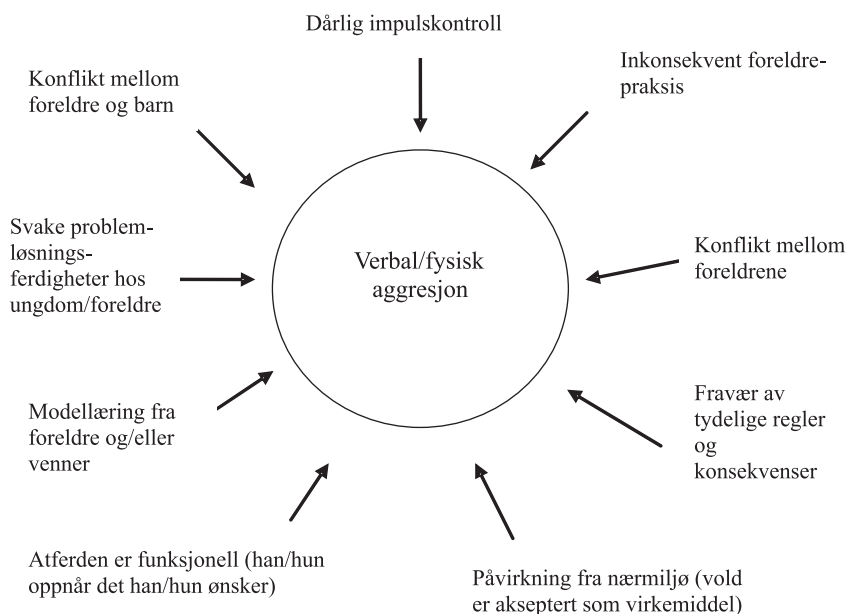 Dårlig impulskontroll
Inkonsekvent foreldre-
praksis
Konflikt mellom
foreldre og barn
Svake problem-
løsnings-
ferdigheter hos
ungdom/foreldre
Verbal/fysisk
aggresjon
Konflikt mellom
foreldrene
Modellæring fra
foreldre og/eller
venner
Fravær av
tydelige regler
og
konsekvenser
Atferden er funksjonell (han/hun
oppnår det han/hun ønsker)
Påvirkning fra nærmiljø (vold
er akseptert som virkemiddel)